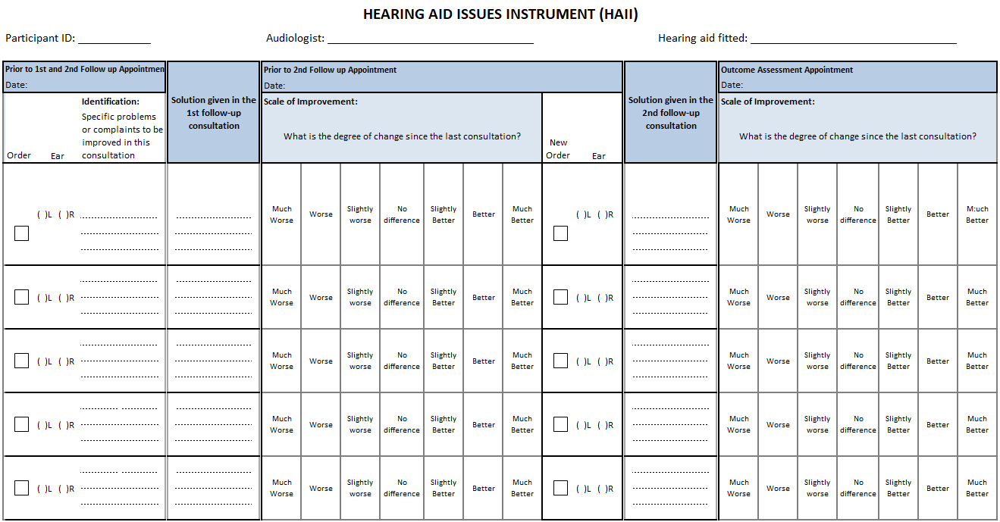 HEARING AID ISSUES INSTRUMENT (HAII)
Participant ID: ____________ Audiologist: __________________________________ Hearing aid fitted: __________________________________
Prior to 1st and 2nd Follow up Appointmen
Date:
Order Ear
Identification:
Specific problems
or complaints to be
improved in this
consultation
Solution given in the
1st follow-up
consultation
Prior to 2nd Follow up Appointment
Date:
Scale of Improvement:
What is the degree of change since the last consultation?
New
Order Ear
Solution given in the
2nd follow-up
consultation
Outcome Assessment Appointment
Date:
Scale of Improvement:
What is the degree of change since the last consultation?
( )L ( )R
Much
Worse
Worse
Slightly
worse
No
difference
Slightly
Better
Better
Much
Better
( )L ( )R
Much
Worse
Worse
Slightly
worse
No
difference
Slightly
Better
Better
M:uch
Better
( )L ( )R
Much
Worse
Worse
Slightly
worse
No
difference
Slightly
Better
Better
Much
Better
( )L ( )R
Much
Worse
Worse
Slightly
worse
No
difference
Slightly
Better
Better
Much
Better
( )L ( )R
Much
Worse
Worse
Slightly
worse
No
difference
Slightly
Better
Better
Much
Better
( )L ( )R
Much
Worse
Worse
Slightly
worse
No
difference
Slightly
Better
Better
Much
Better
( )L ( )R
Much
Worse
Worse
Slightly
worse
No
difference
Slightly
Better
Better
Much
Better
( )L ( )R
Much
Worse
Worse
Slightly
worse
No
difference
Slightly
Better
Better
Much
Better
( )L ( )R
Much
Worse
Worse
Slightly
worse
No
difference
Slightly
Better
Better
Much
Better
( )L ( )R
Much
Worse
Worse
Slightly
worse
No
difference
Slightly
Better
Better
Much
Better